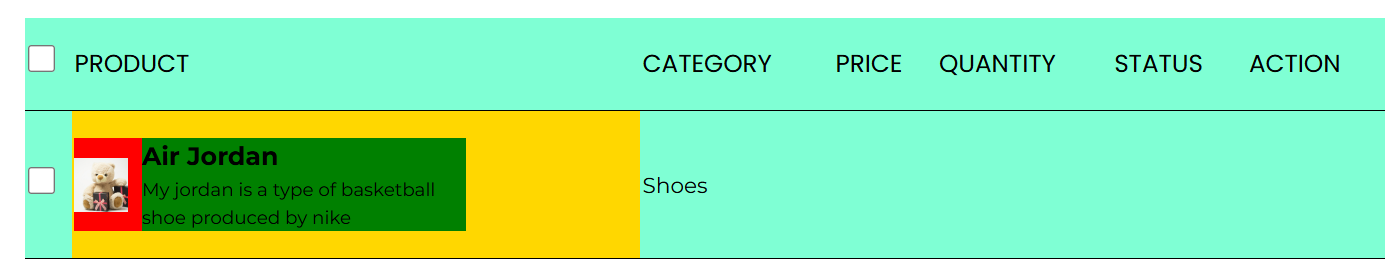 PRODUCT CATEGORY PRICE QUANTITY STATUS ACTION
Air Jordan
My jordan is a type of basketball
shoe produced by nike
Shoes